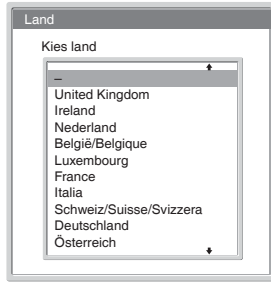 Land
Kies land
–
United Kingdom
Ireland
Nederland
België/Belgique
Luxembourg
France
Italia
Schweiz/Suisse/Svizzera
Deutschland
Österreich